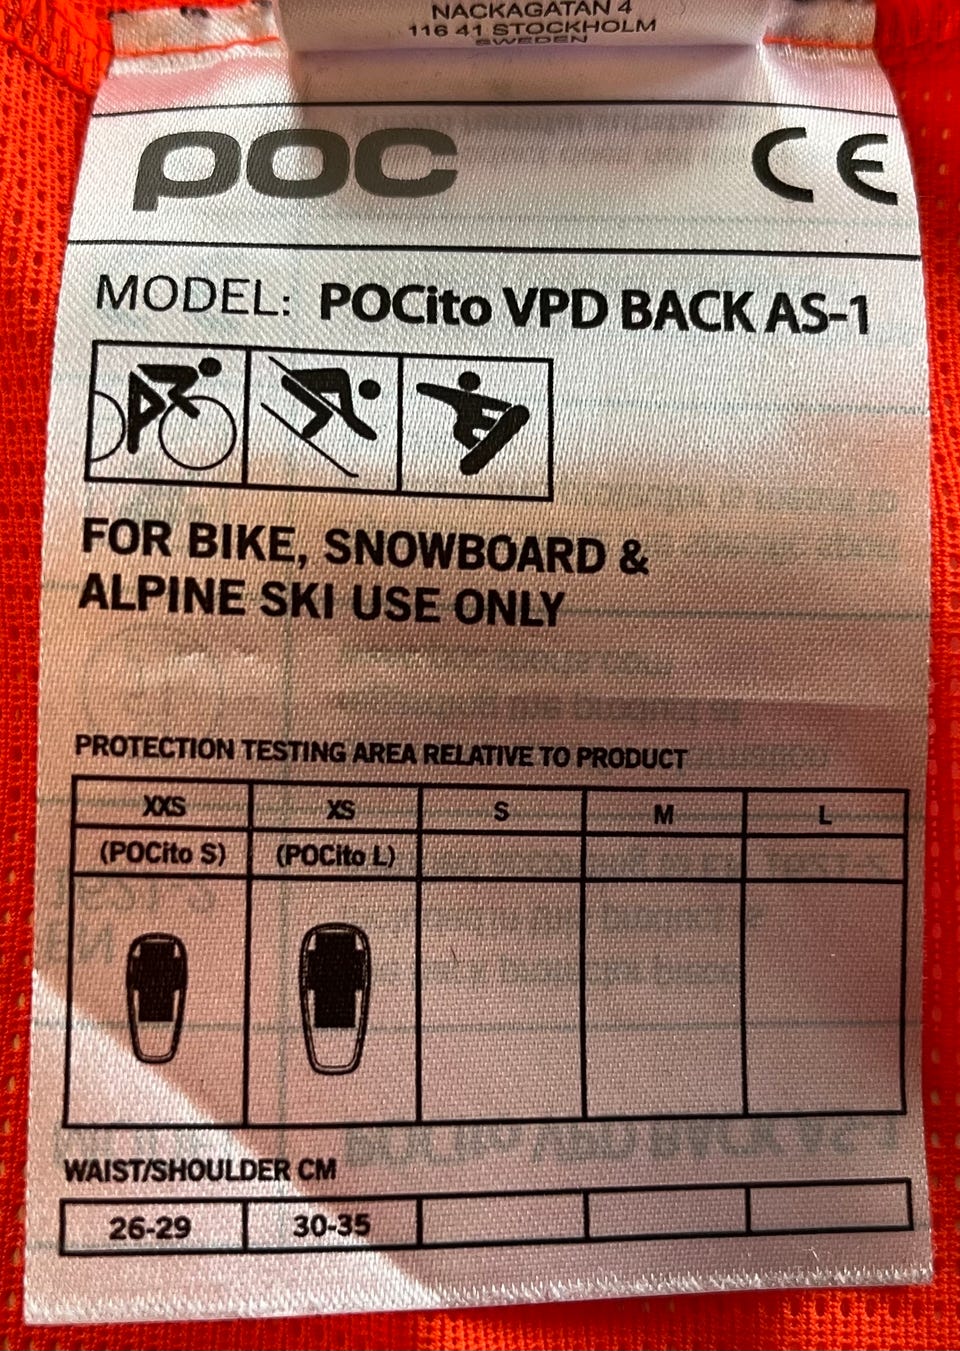 NACKAGATAN 4
116 41 STOCKHOLM
SWEDEN
POC CE
MODEL: POCito VPD BACK AS-1
FOR BIKE, SNOWBOARD &
ALPINE SKI USE ONLY
PROTECTION TESTING AREA RELATIVE TO PRODUCT
XXS XS S M L
(POCito S) (POCito L)
WAIST/SHOULDER CM
26-29 30-35